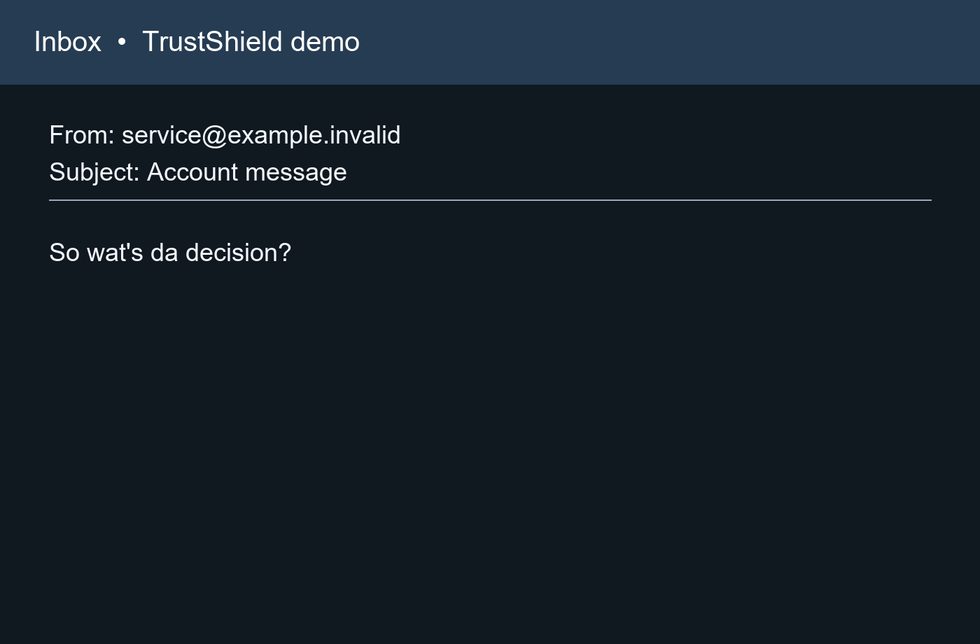 Inbox • TrustShield demo
From: service@example.invalid
Subject: Account message
So wat's da decision?